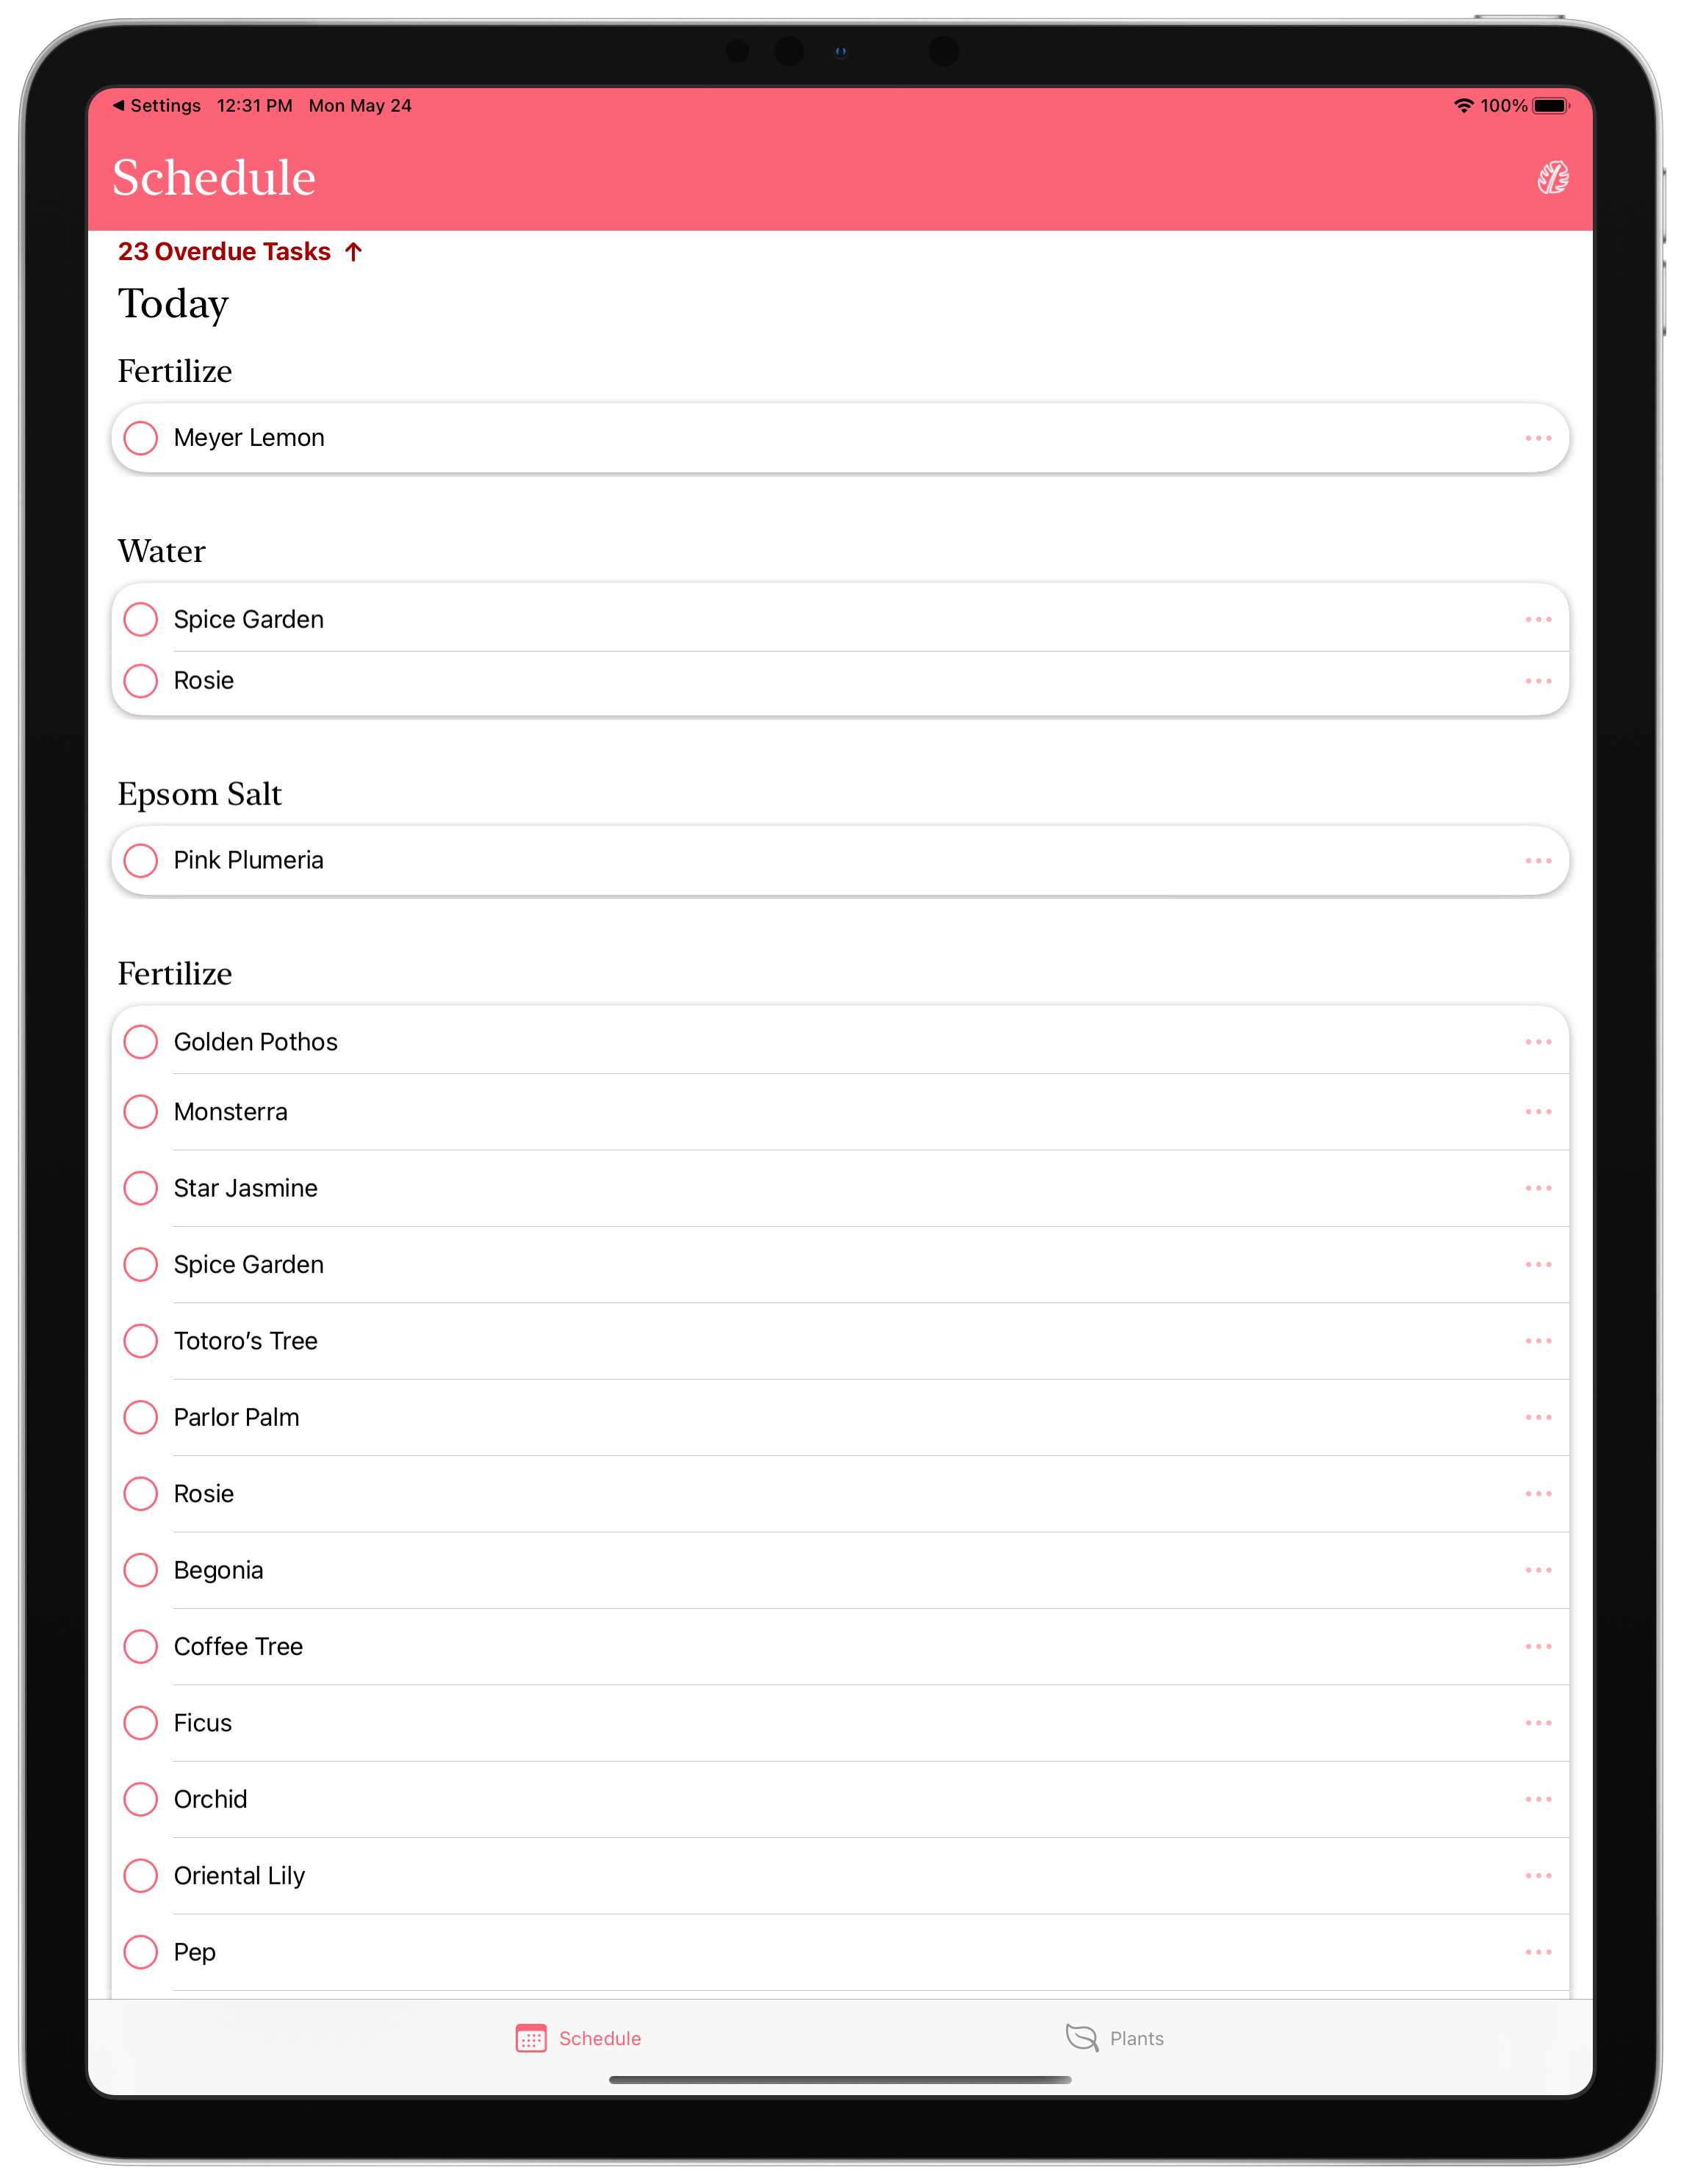 Settings 12:31 PM Mon May 24 100%
Schedule
23 Overdue Tasks ↑
Today
Fertilize
Meyer Lemon
Water
Spice Garden
Rosie
Epsom Salt
Pink Plumeria
Fertilize
Golden Pothos
Monsterra
Star Jasmine
Spice Garden
Totoro’s Tree
Parlor Palm
Rosie
Begonia
Coffee Tree
Ficus
Orchid
Oriental Lily
Pep
Schedule Plants